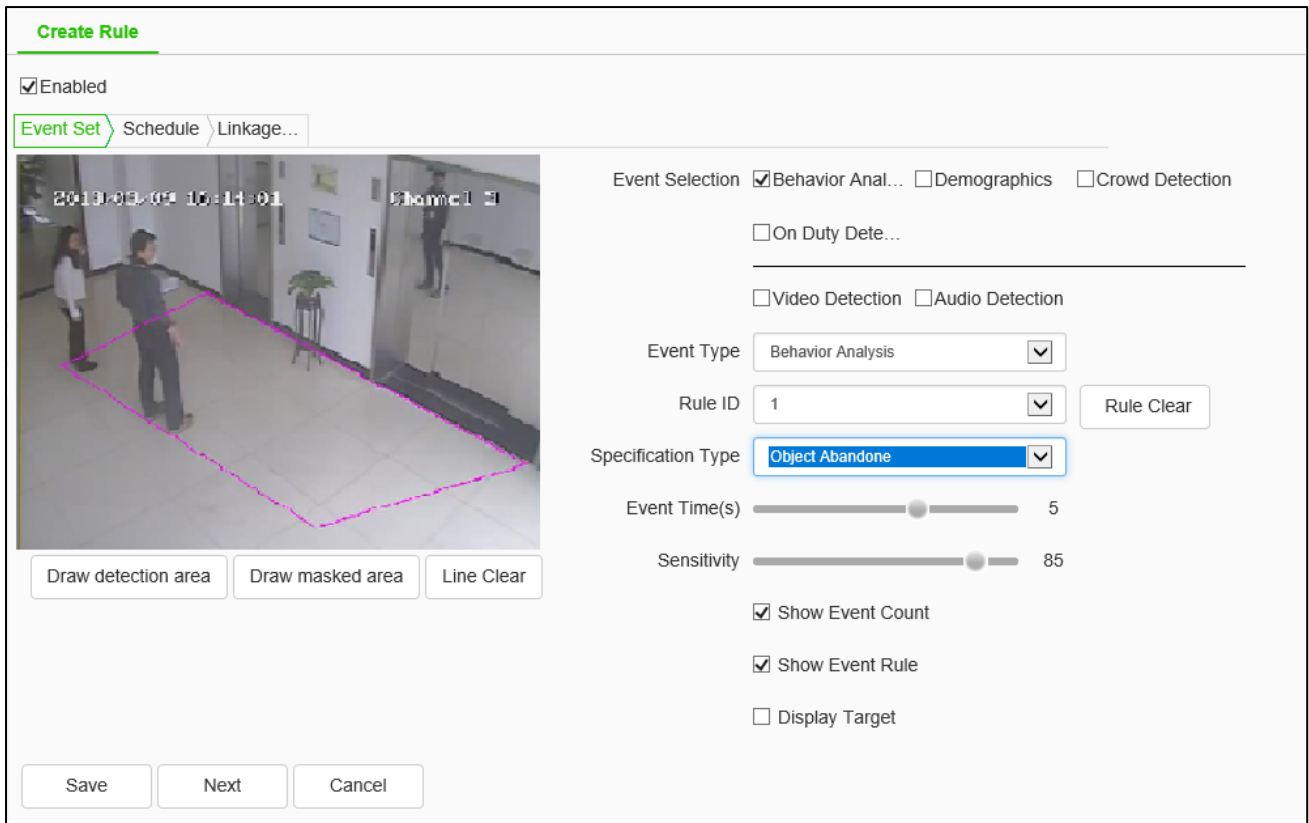 Create Rule
Enabled
Event Set Schedule Linkage...
Channel 3
Event Selection Behavior Anal... Demographics Crowd Detection
On Duty Dete...
Video Detection Audio Detection
Event Type Behavior Analysis
Rule ID 1 Rule Clear
Specification Type Object Abandone
Event Time(s) 5
Sensitivity 85
Draw detection area Draw masked area Line Clear
Show Event Count
Show Event Rule
Display Target
Save Next Cancel